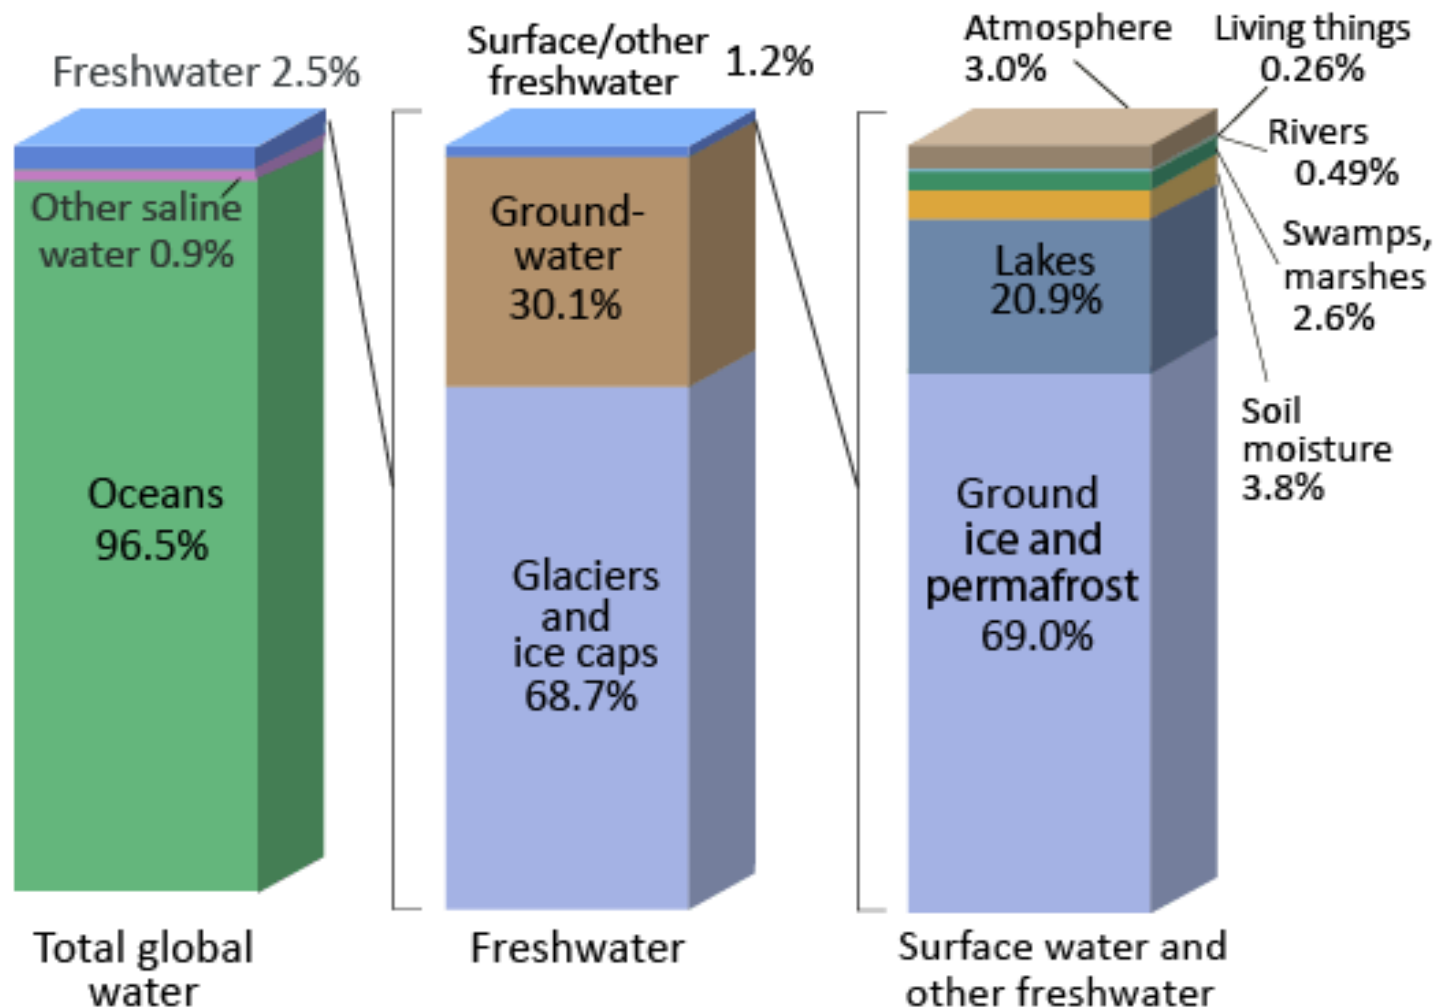 Freshwater 2.5%
Other saline
water 0.9%
Oceans
96.5%
Total global
water
Surface/other
freshwater
1.2%
Ground-
water
30.1%
Glaciers
and
ice caps
68.7%
Freshwater
Atmosphere
3.0%
Living things
0.26%
Rivers
0.49%
Swamps,
marshes
2.6%
Soil
moisture
3.8%
Lakes
20.9%
Ground
ice and
permafrost
69.0%
Surface water and
other freshwater